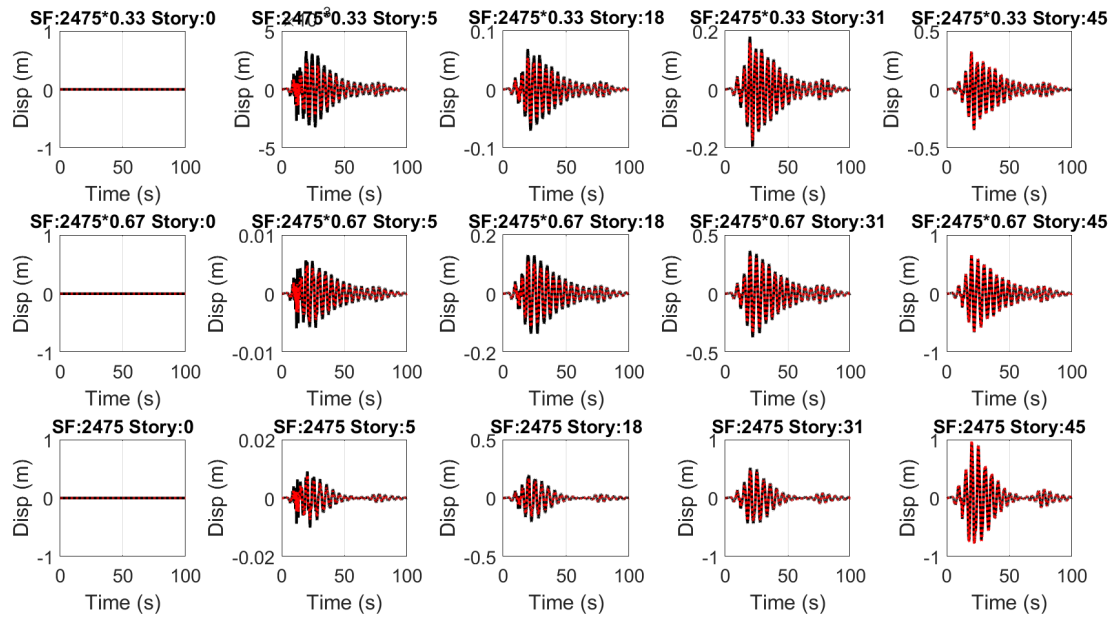 SF:2475*0.33 Story:0
SF:2475*0.33 Story:5
SF:2475*0.33 Story:18
SF:2475*0.33 Story:31
SF:2475*0.33 Story:45
1
0
-1
Disp (m)
0 50 100
Time (s)
5
0
-5
Disp (m)
0 50 100
Time (s)
0.1
0
-0.1
Disp (m)
0 50 100
Time (s)
0.2
0
-0.2
Disp (m)
0 50 100
Time (s)
0.5
0
-0.5
Disp (m)
0 50 100
Time (s)
SF:2475*0.67 Story:0
SF:2475*0.67 Story:5
SF:2475*0.67 Story:18
SF:2475*0.67 Story:31
SF:2475*0.67 Story:45
1
0
-1
Disp (m)
0 50 100
Time (s)
0.01
0
-0.01
Disp (m)
0 50 100
Time (s)
0.2
0
-0.2
Disp (m)
0 50 100
Time (s)
0.5
0
-0.5
Disp (m)
0 50 100
Time (s)
1
0
-1
Disp (m)
0 50 100
Time (s)
SF:2475 Story:0
SF:2475 Story:5
SF:2475 Story:18
SF:2475 Story:31
SF:2475 Story:45
1
0
-1
Disp (m)
0 50 100
Time (s)
0.02
0
-0.02
Disp (m)
0 50 100
Time (s)
0.5
0
-0.5
Disp (m)
0 50 100
Time (s)
1
0
-1
Disp (m)
0 50 100
Time (s)
1
0
-1
Disp (m)
0 50 100
Time (s)